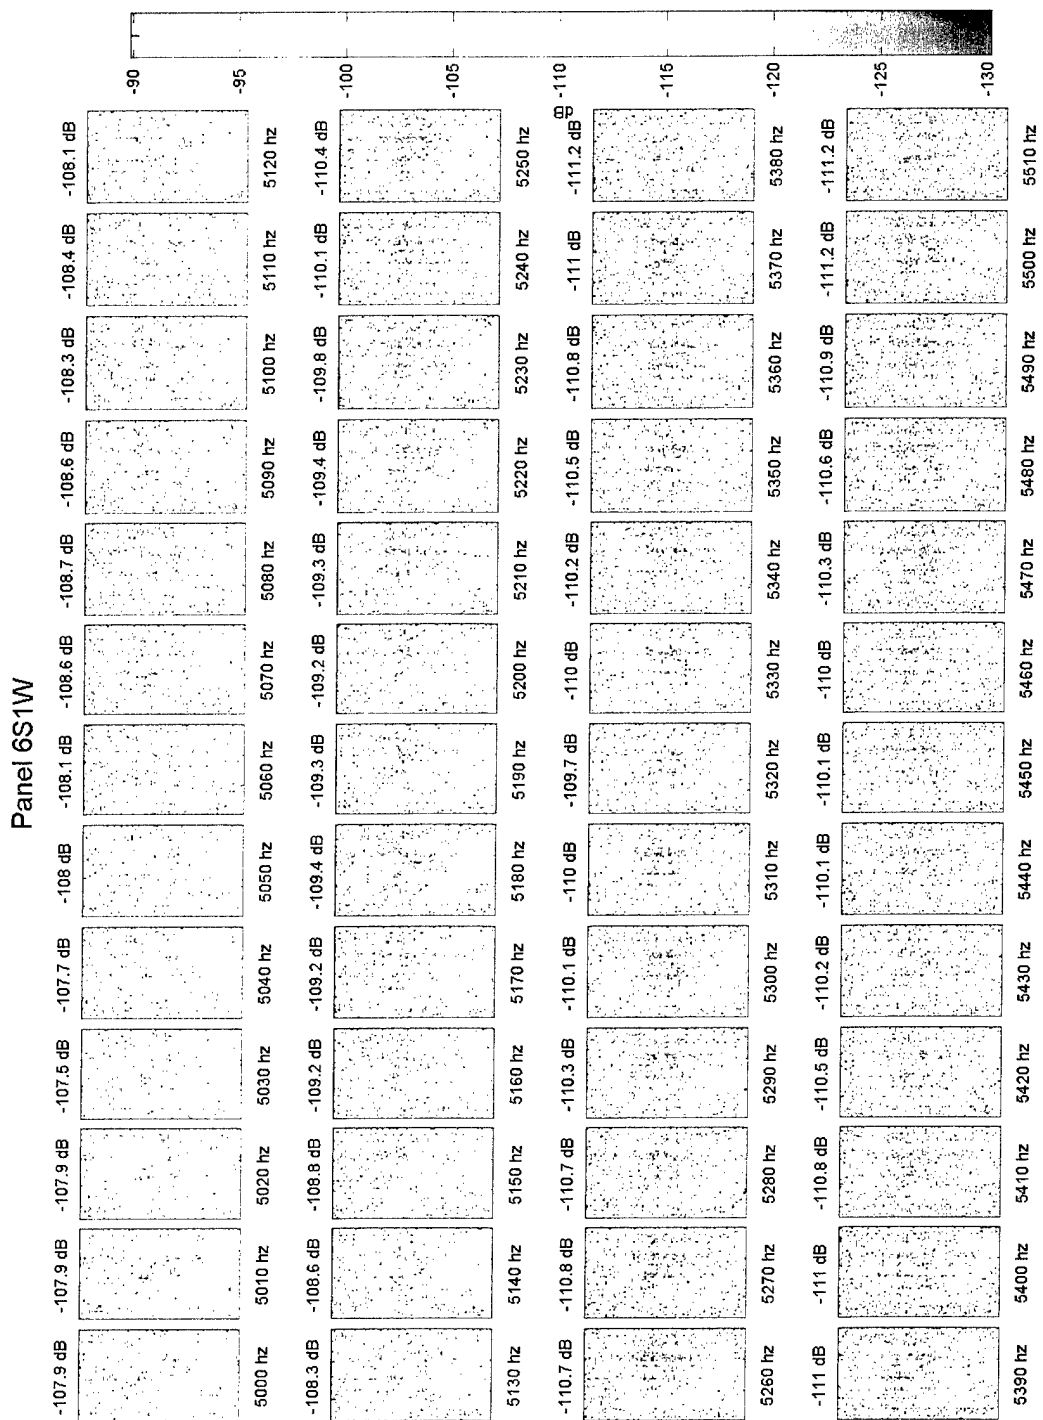 Panel 6S1W
-107.9 dB -107.9 dB -107.9 dB -107.5 dB -107.7 dB -108 dB -108.1 dB -108.6 dB -108.7 dB -108.6 dB -108.3 dB -108.4 dB -108.1 dB
5000 hz 5010 hz 5020 hz 5030 hz 5040 hz 5050 hz 5060 hz 5070 hz 5080 hz 5090 hz 5100 hz 5110 hz 5120 hz
-108.3 dB -108.6 dB -108.8 dB -109.2 dB -109.2 dB -109.4 dB -109.3 dB -109.2 dB -109.3 dB -109.4 dB -109.8 dB -110.1 dB -110.4 dB
5130 hz 5140 hz 5150 hz 5160 hz 5170 hz 5180 hz 5190 hz 5200 hz 5210 hz 5220 hz 5230 hz 5240 hz 5250 hz
-110.7 dB -110.8 dB -110.7 dB -110.3 dB -110.1 dB -110 dB -109.7 dB -110 dB -110.2 dB -110.5 dB -110.8 dB -111 dB -111.2 dB
5260 hz 5270 hz 5280 hz 5290 hz 5300 hz 5310 hz 5320 hz 5330 hz 5340 hz 5350 hz 5360 hz 5370 hz 5380 hz
-111 dB -111 dB -110.8 dB -110.5 dB -110.2 dB -110.1 dB -110.1 dB -110 dB -110.3 dB -110.6 dB -110.9 dB -111.2 dB -111.2 dB
5390 hz 5400 hz 5410 hz 5420 hz 5430 hz 5440 hz 5450 hz 5460 hz 5470 hz 5480 hz 5490 hz 5500 hz 5510 hz
-90
-95
-100
-105
-110
-115
-120
-125
-130
dB